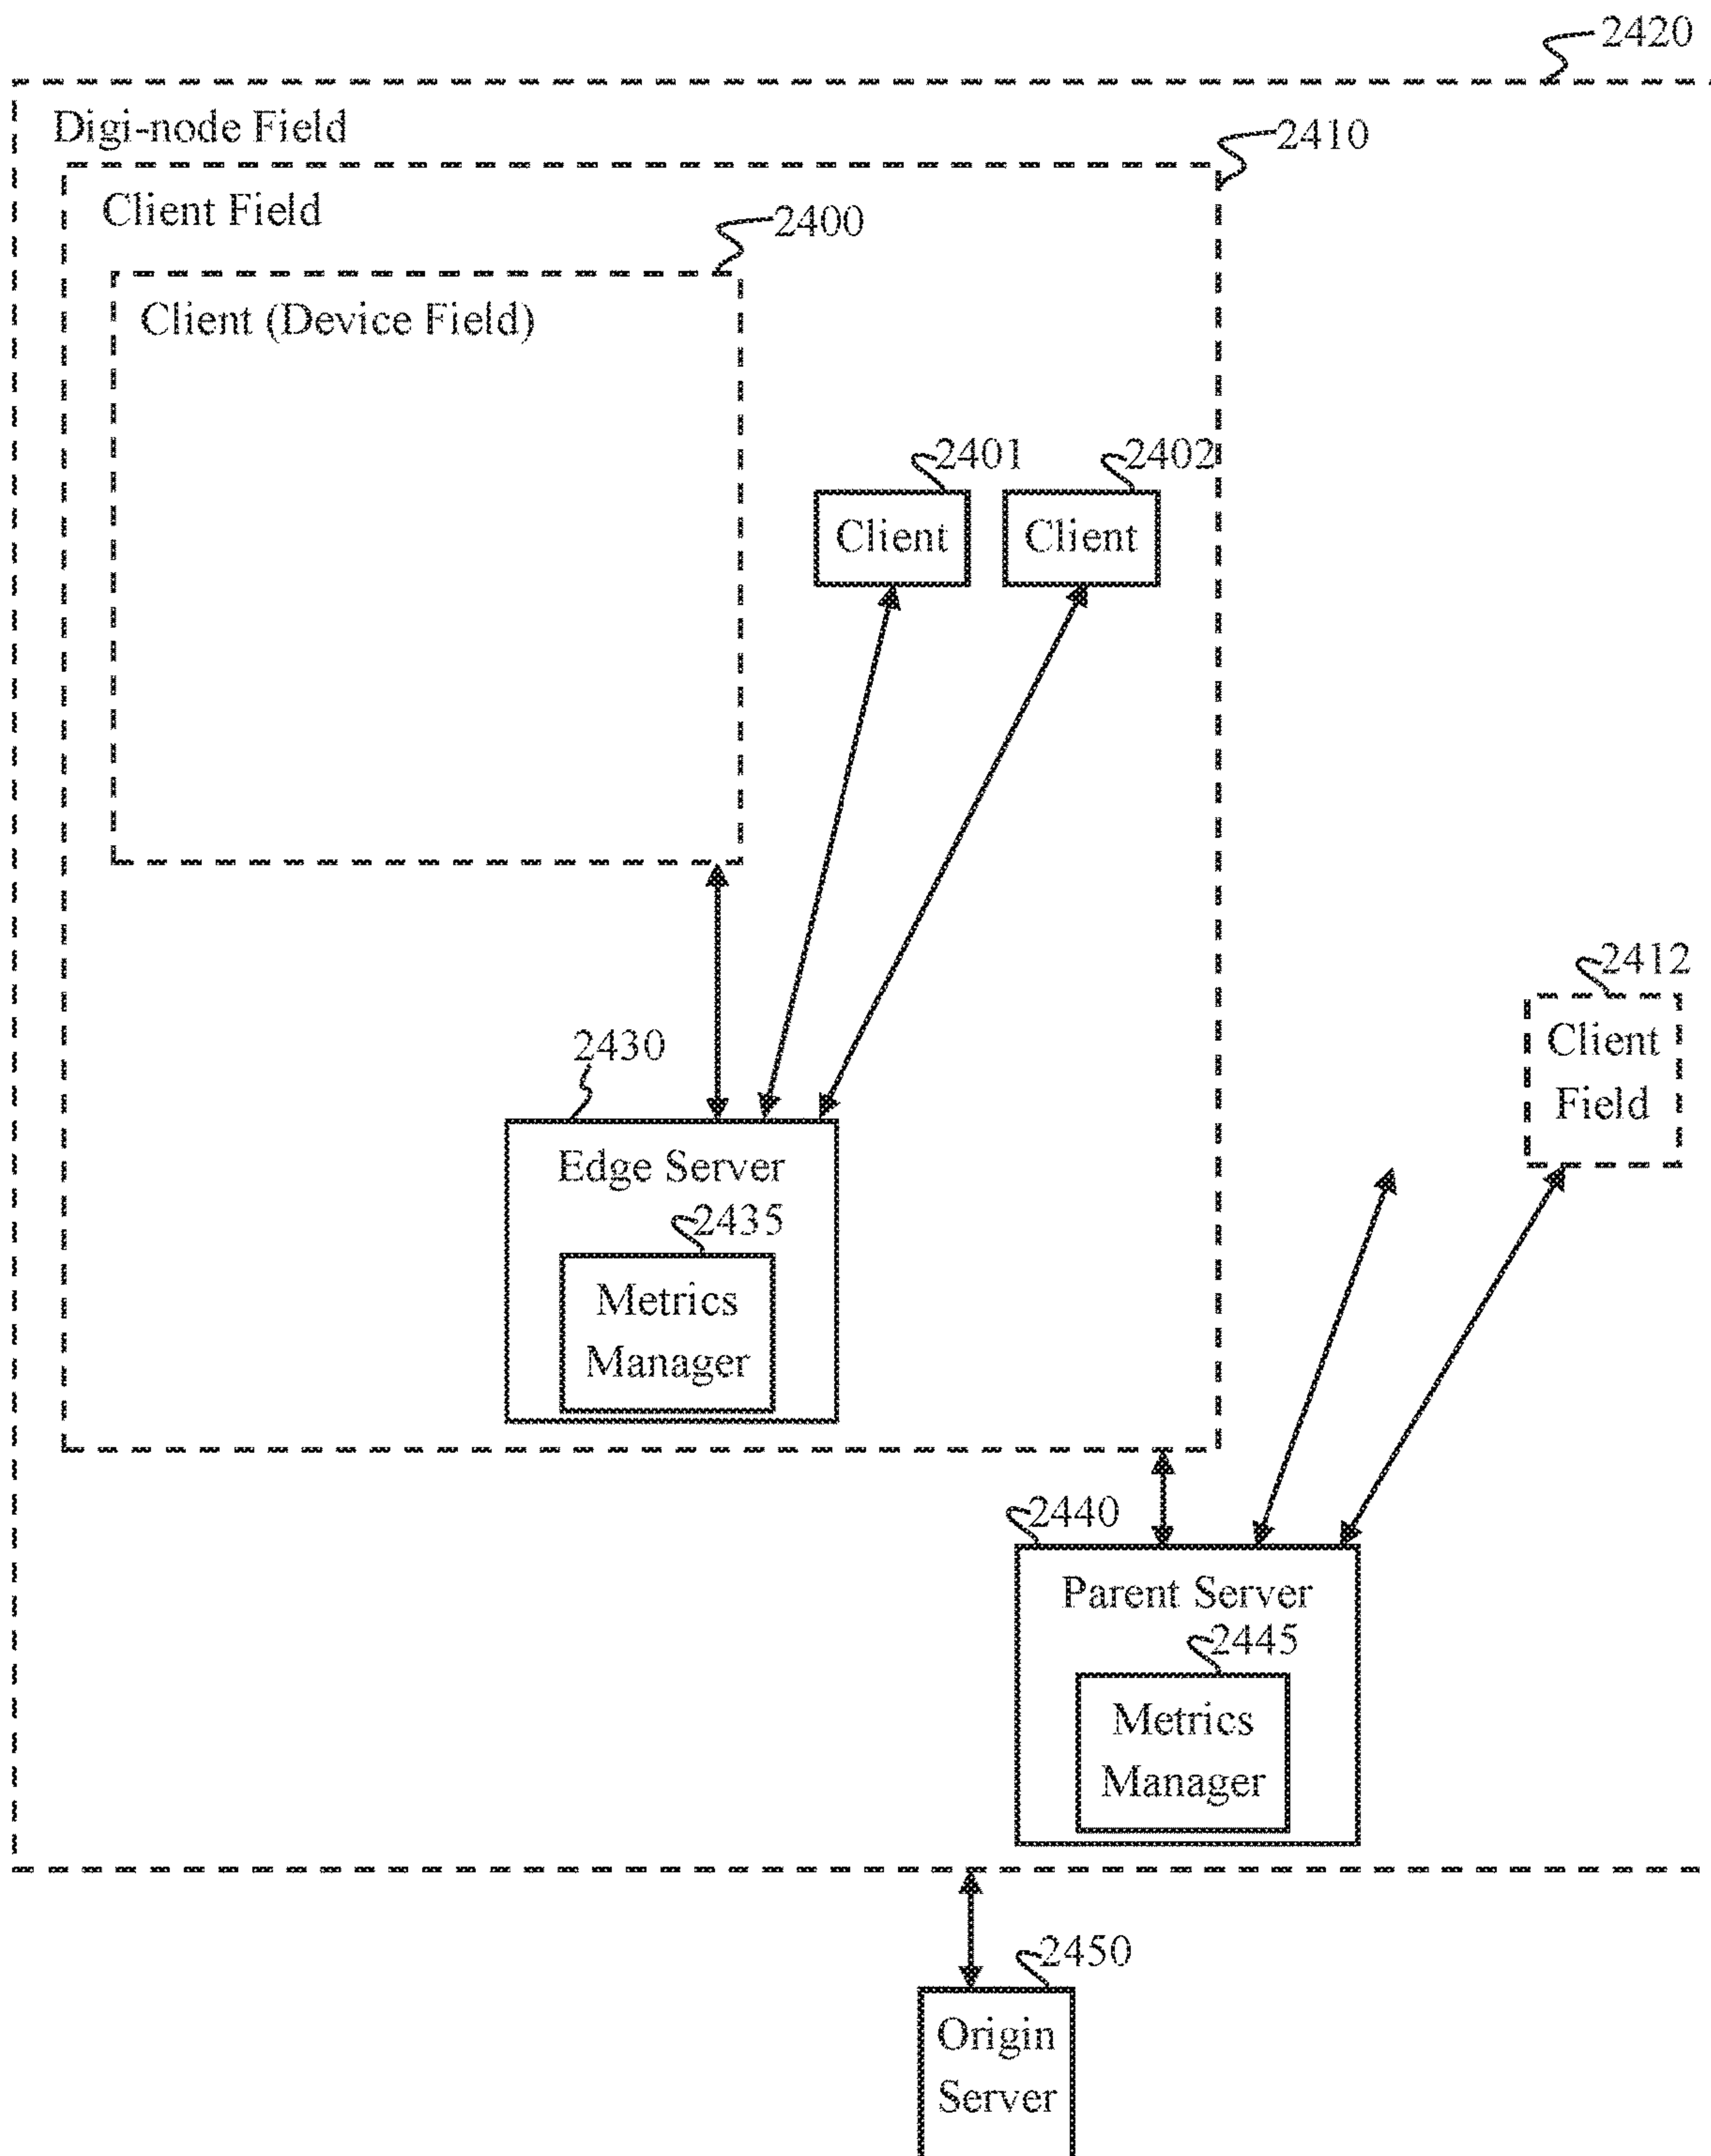 2420
Digi-node Field
2410
Client Field
2400
Client (Device Field)
2401
2402
Client
Client
2412
Client
Field
2430
Edge Server
2435
Metrics
Manager
2440
Parent Server
2445
Metrics
Manager
2450
Origin
Server